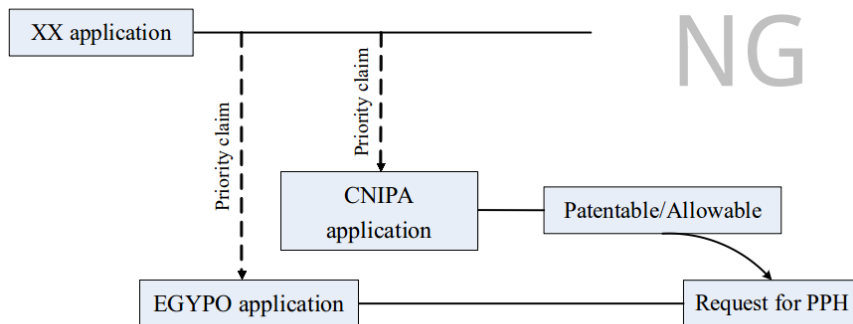 XX application
NG
Priority claim
Priority claim
CNIPA
application
Patentable/Allowable
EGYPO application
Request for PPH